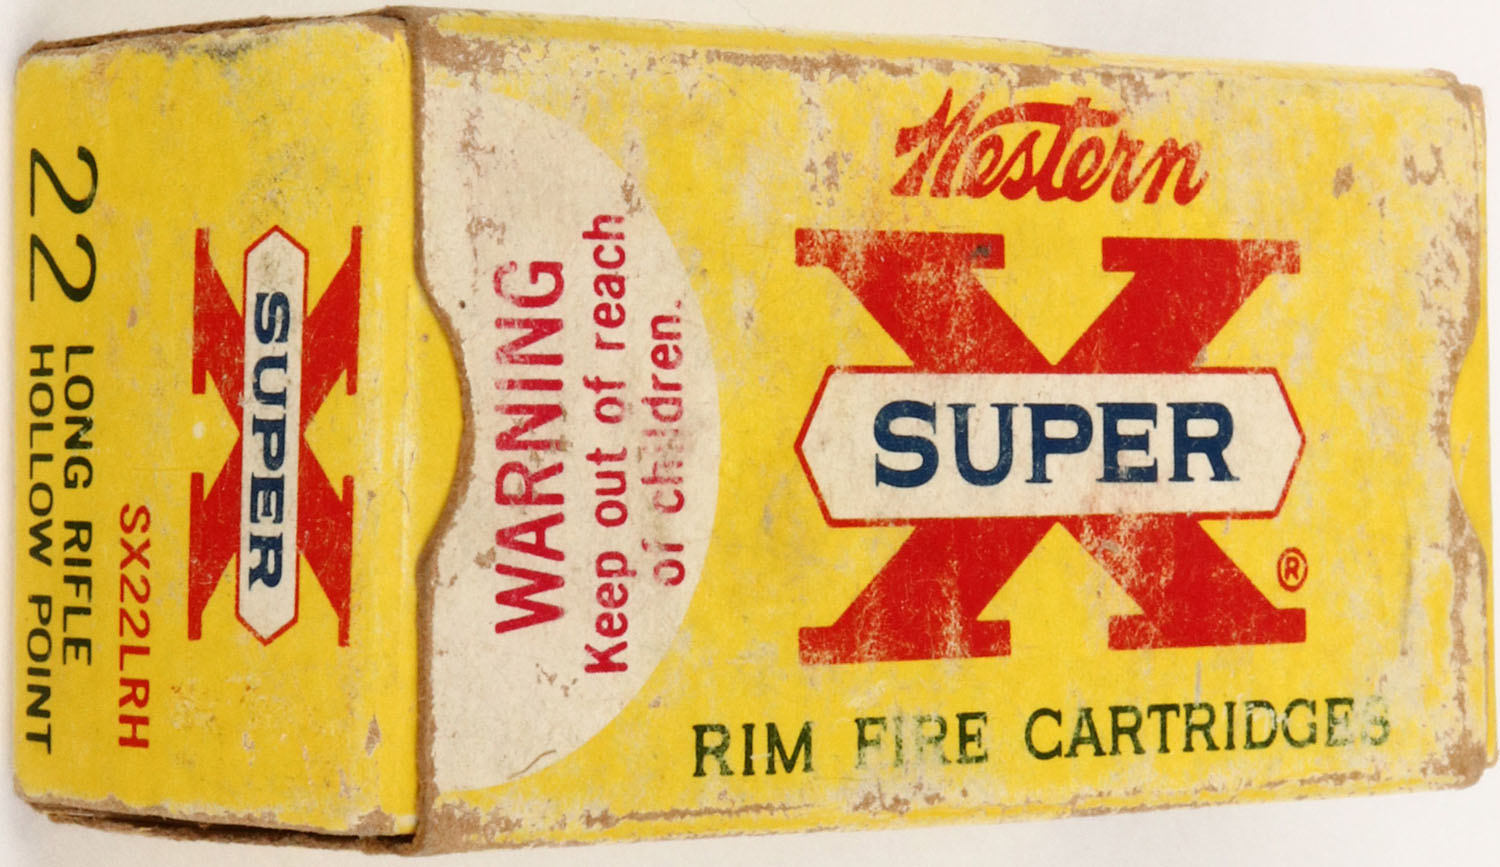 Western
SUPER X ®
RIM FIRE CARTRIDGES
WARNING
Keep out of reach
of children.
SUPER X
SX22LRH
22 LONG RIFLE
HOLLOW POINT